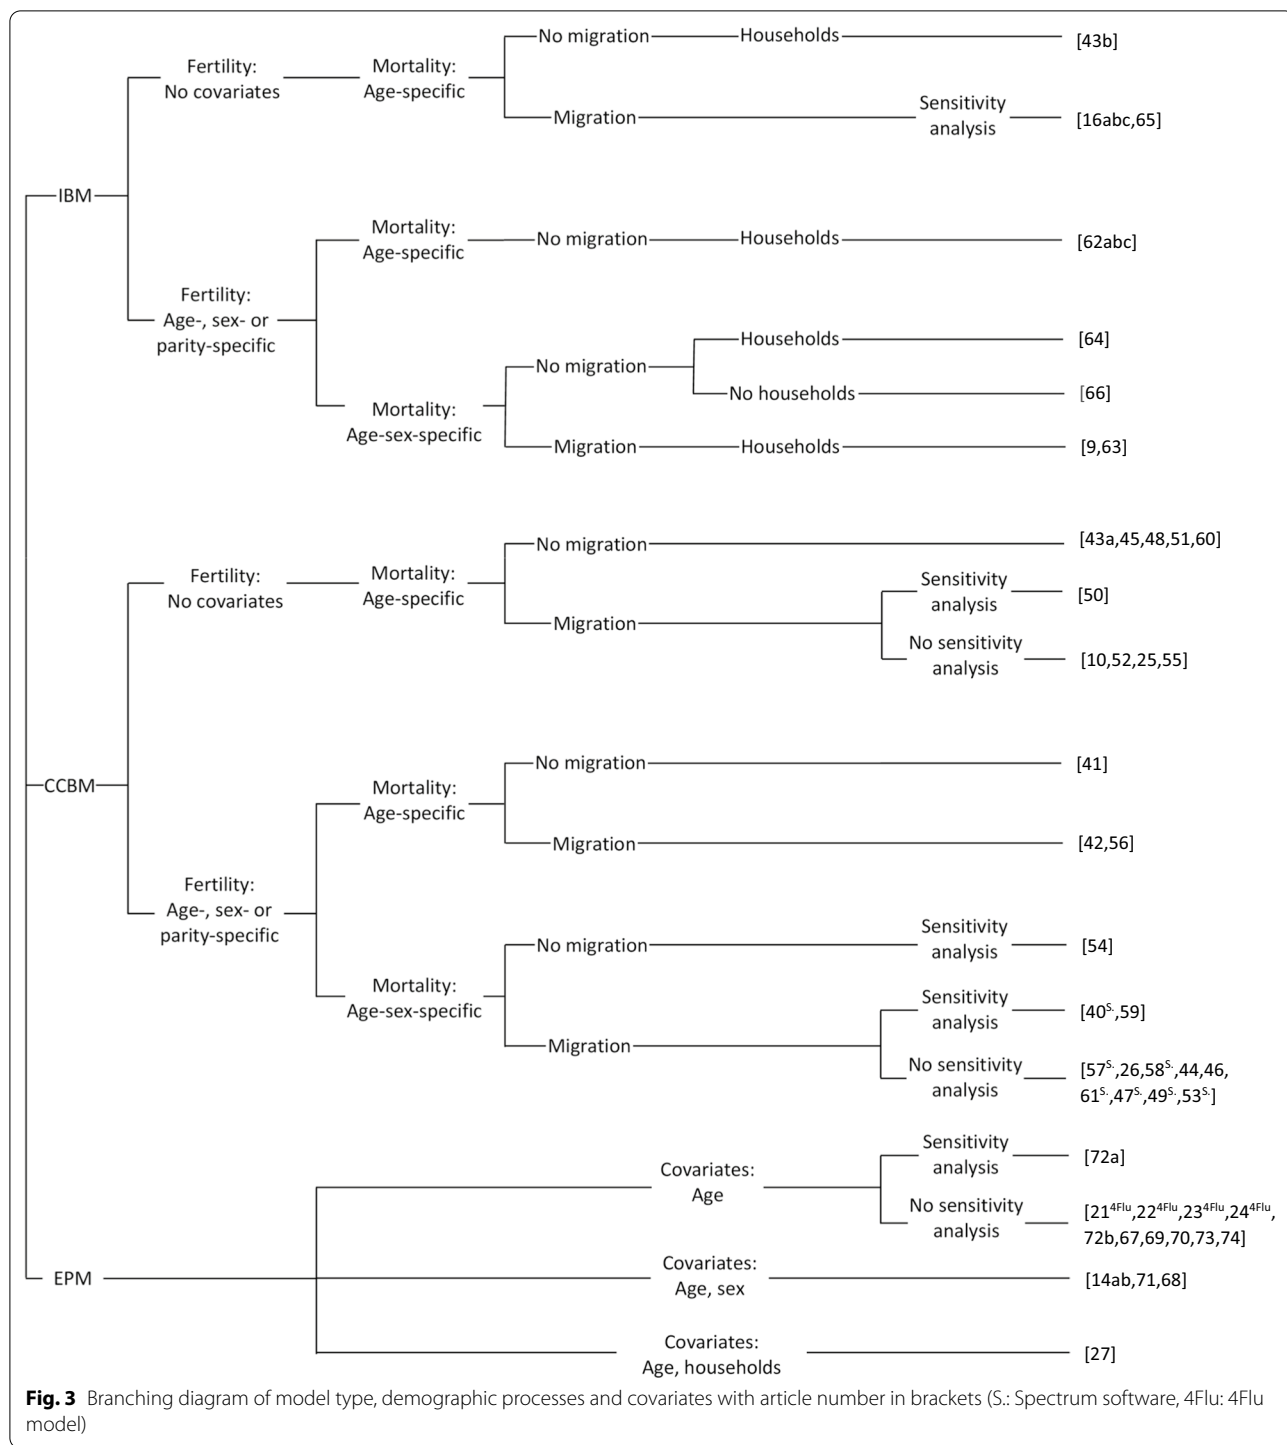 No migration
Households
[43b]
Fertility:
No covariates
Mortality:
Age-specific
Migration
Sensitivity
analysis
[16abc,65]
IBM
Mortality:
Age-specific
No migration
Households
[62abc]
Fertility:
Age-, sex- or
parity-specific
Households
[64]
No migration
No households
[66]
Mortality:
Age-sex-specific
Migration
Households
[9,63]
No migration
[43a,45,48,51,60]
Fertility:
No covariates
Mortality:
Age-specific
Sensitivity
analysis
[50]
Migration
No sensitivity
analysis
[10,52,25,55]
CCBM
No migration
[41]
Mortality:
Age-specific
Migration
[42,56]
Fertility:
Age-, sex- or
parity-specific
No migration
Sensitivity
analysis
[54]
Mortality:
Age-sex-specific
Sensitivity
analysis
[40S.,59]
Migration
No sensitivity
analysis
[57S.,26,58S.,44,46,
61S.,47S.,49S.,53S.]
Sensitivity
analysis
[72a]
Covariates:
Age
No sensitivity
analysis
[214Flu,224Flu,234Flu,244Flu,
72b,67,69,70,73,74]
EPM
Covariates:
Age, sex
[14ab,71,68]
Covariates:
Age, households
[27]
Fig. 3 Branching diagram of model type, demographic processes and covariates with article number in brackets (S.: Spectrum software, 4Flu: 4Flu
model)